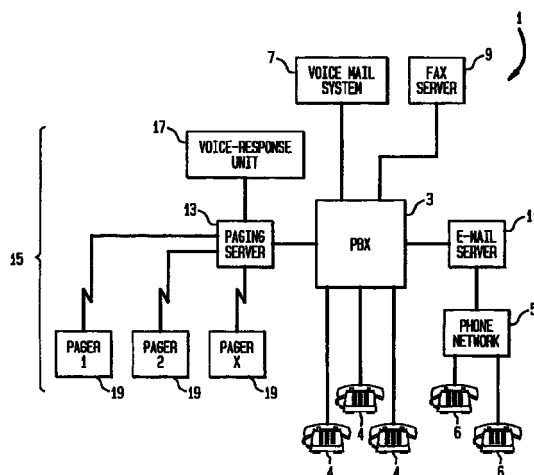 1
7
VOICE MAIL
SYSTEM
9
FAX
SERVER
17
VOICE-RESPONSE
UNIT
13
PAGING
SERVER
3
PBX
E-MAIL
SERVER
15
5
PHONE
NETWORK
PAGER
1
PAGER
2
PAGER
X
19
19
19
4
4
4
6
6